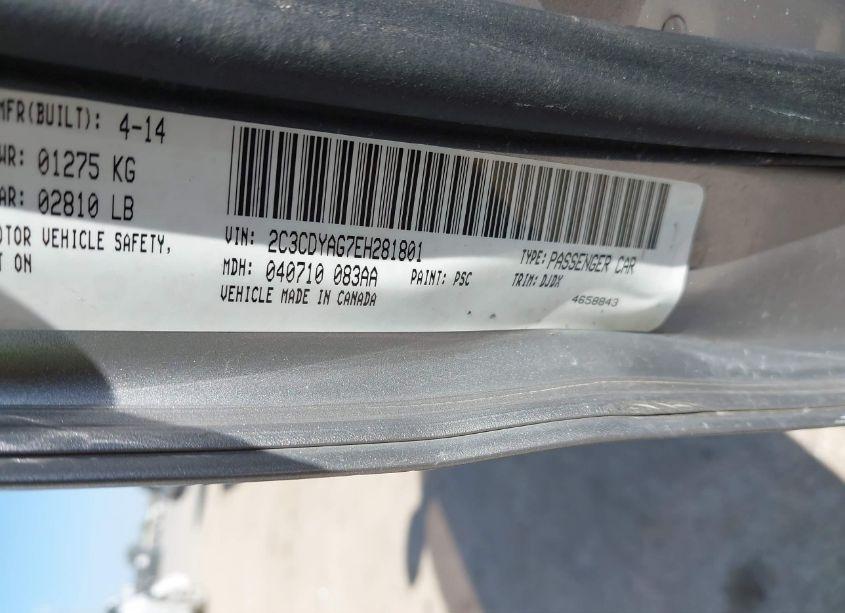 MFR(BUILT): 4-14
WR: 01275 KG
AR: 02810 LB
OTOR VEHICLE SAFETY,
T ON
VIN: 2C3CDYAG7EH281801
TYPE: PASSENGER CAR
MDH: 040710 083AA
PAINT: PSC
TRIM: DJDX
VEHICLE MADE IN CANADA
4658843